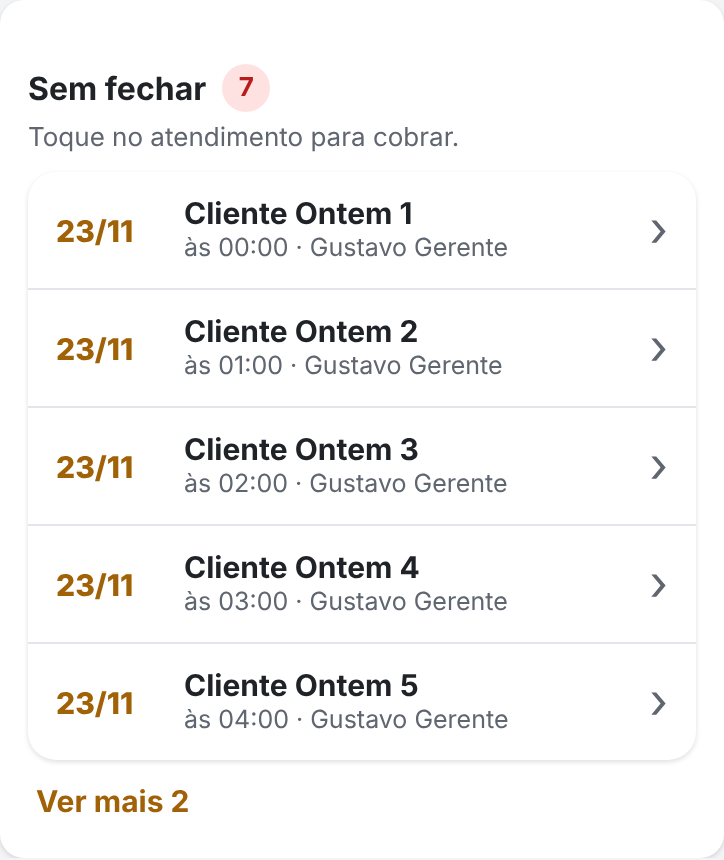 Sem fechar 7
Toque no atendimento para cobrar.
23/11 Cliente Ontem 1
às 00:00 · Gustavo Gerente
23/11 Cliente Ontem 2
às 01:00 · Gustavo Gerente
23/11 Cliente Ontem 3
às 02:00 · Gustavo Gerente
23/11 Cliente Ontem 4
às 03:00 · Gustavo Gerente
23/11 Cliente Ontem 5
às 04:00 · Gustavo Gerente
Ver mais 2